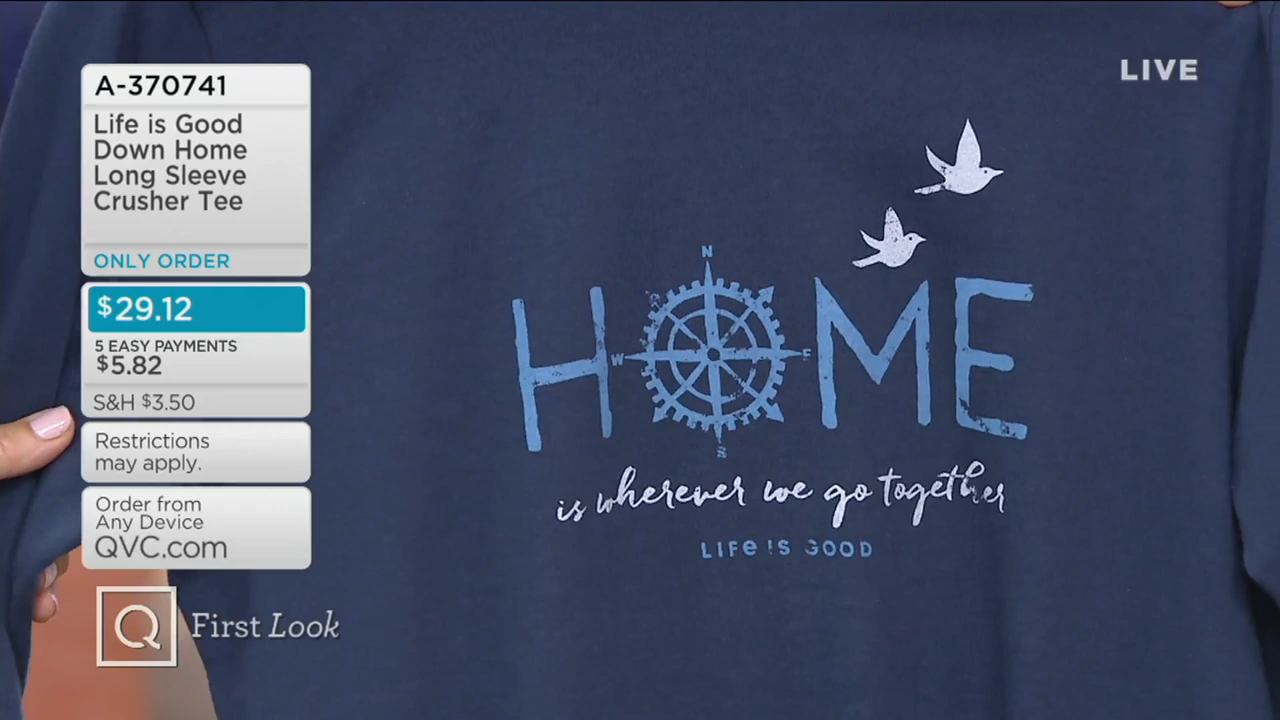 A-370741
Life is Good
Down Home
Long Sleeve
Crusher Tee
ONLY ORDER
$29.12
5 EASY PAYMENTS
$5.82
S&H $3.50
Restrictions
may apply.
Order from
Any Device
QVC.com
Q First Look
LIVE
N
W E
S
HOME
is wherever we go together
LIFe IS GOOD